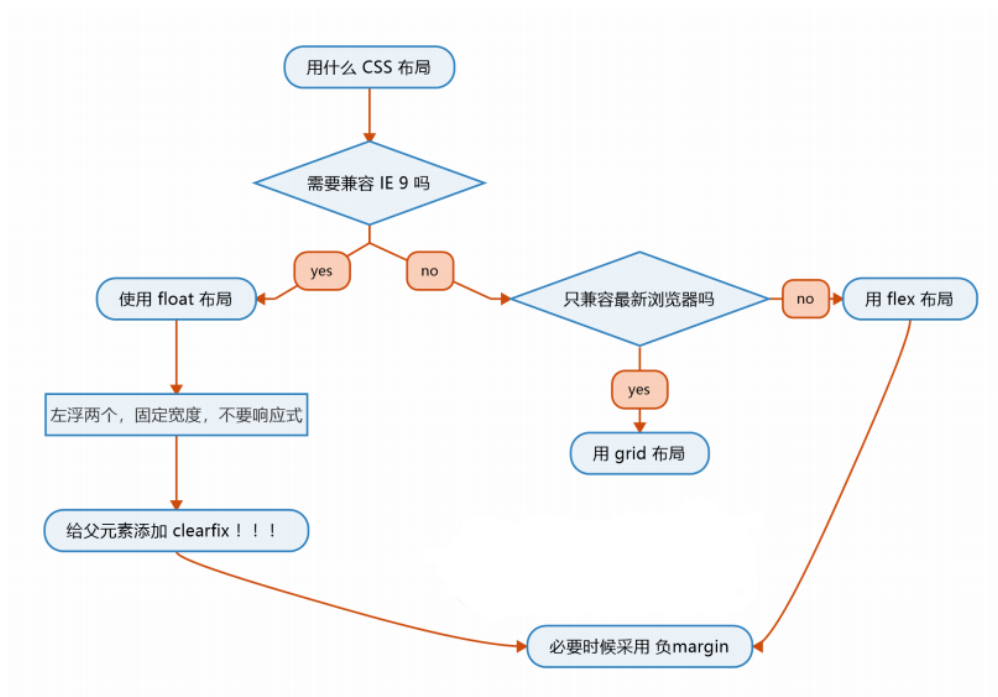 用什么 CSS 布局
需要兼容 IE 9 吗
yes
no
使用 float 布局
只兼容最新浏览器吗
no
用 flex 布局
yes
左浮两个，固定宽度，不要响应式
用 grid 布局
给父元素添加 clearfix！！！
必要时候采用 负margin